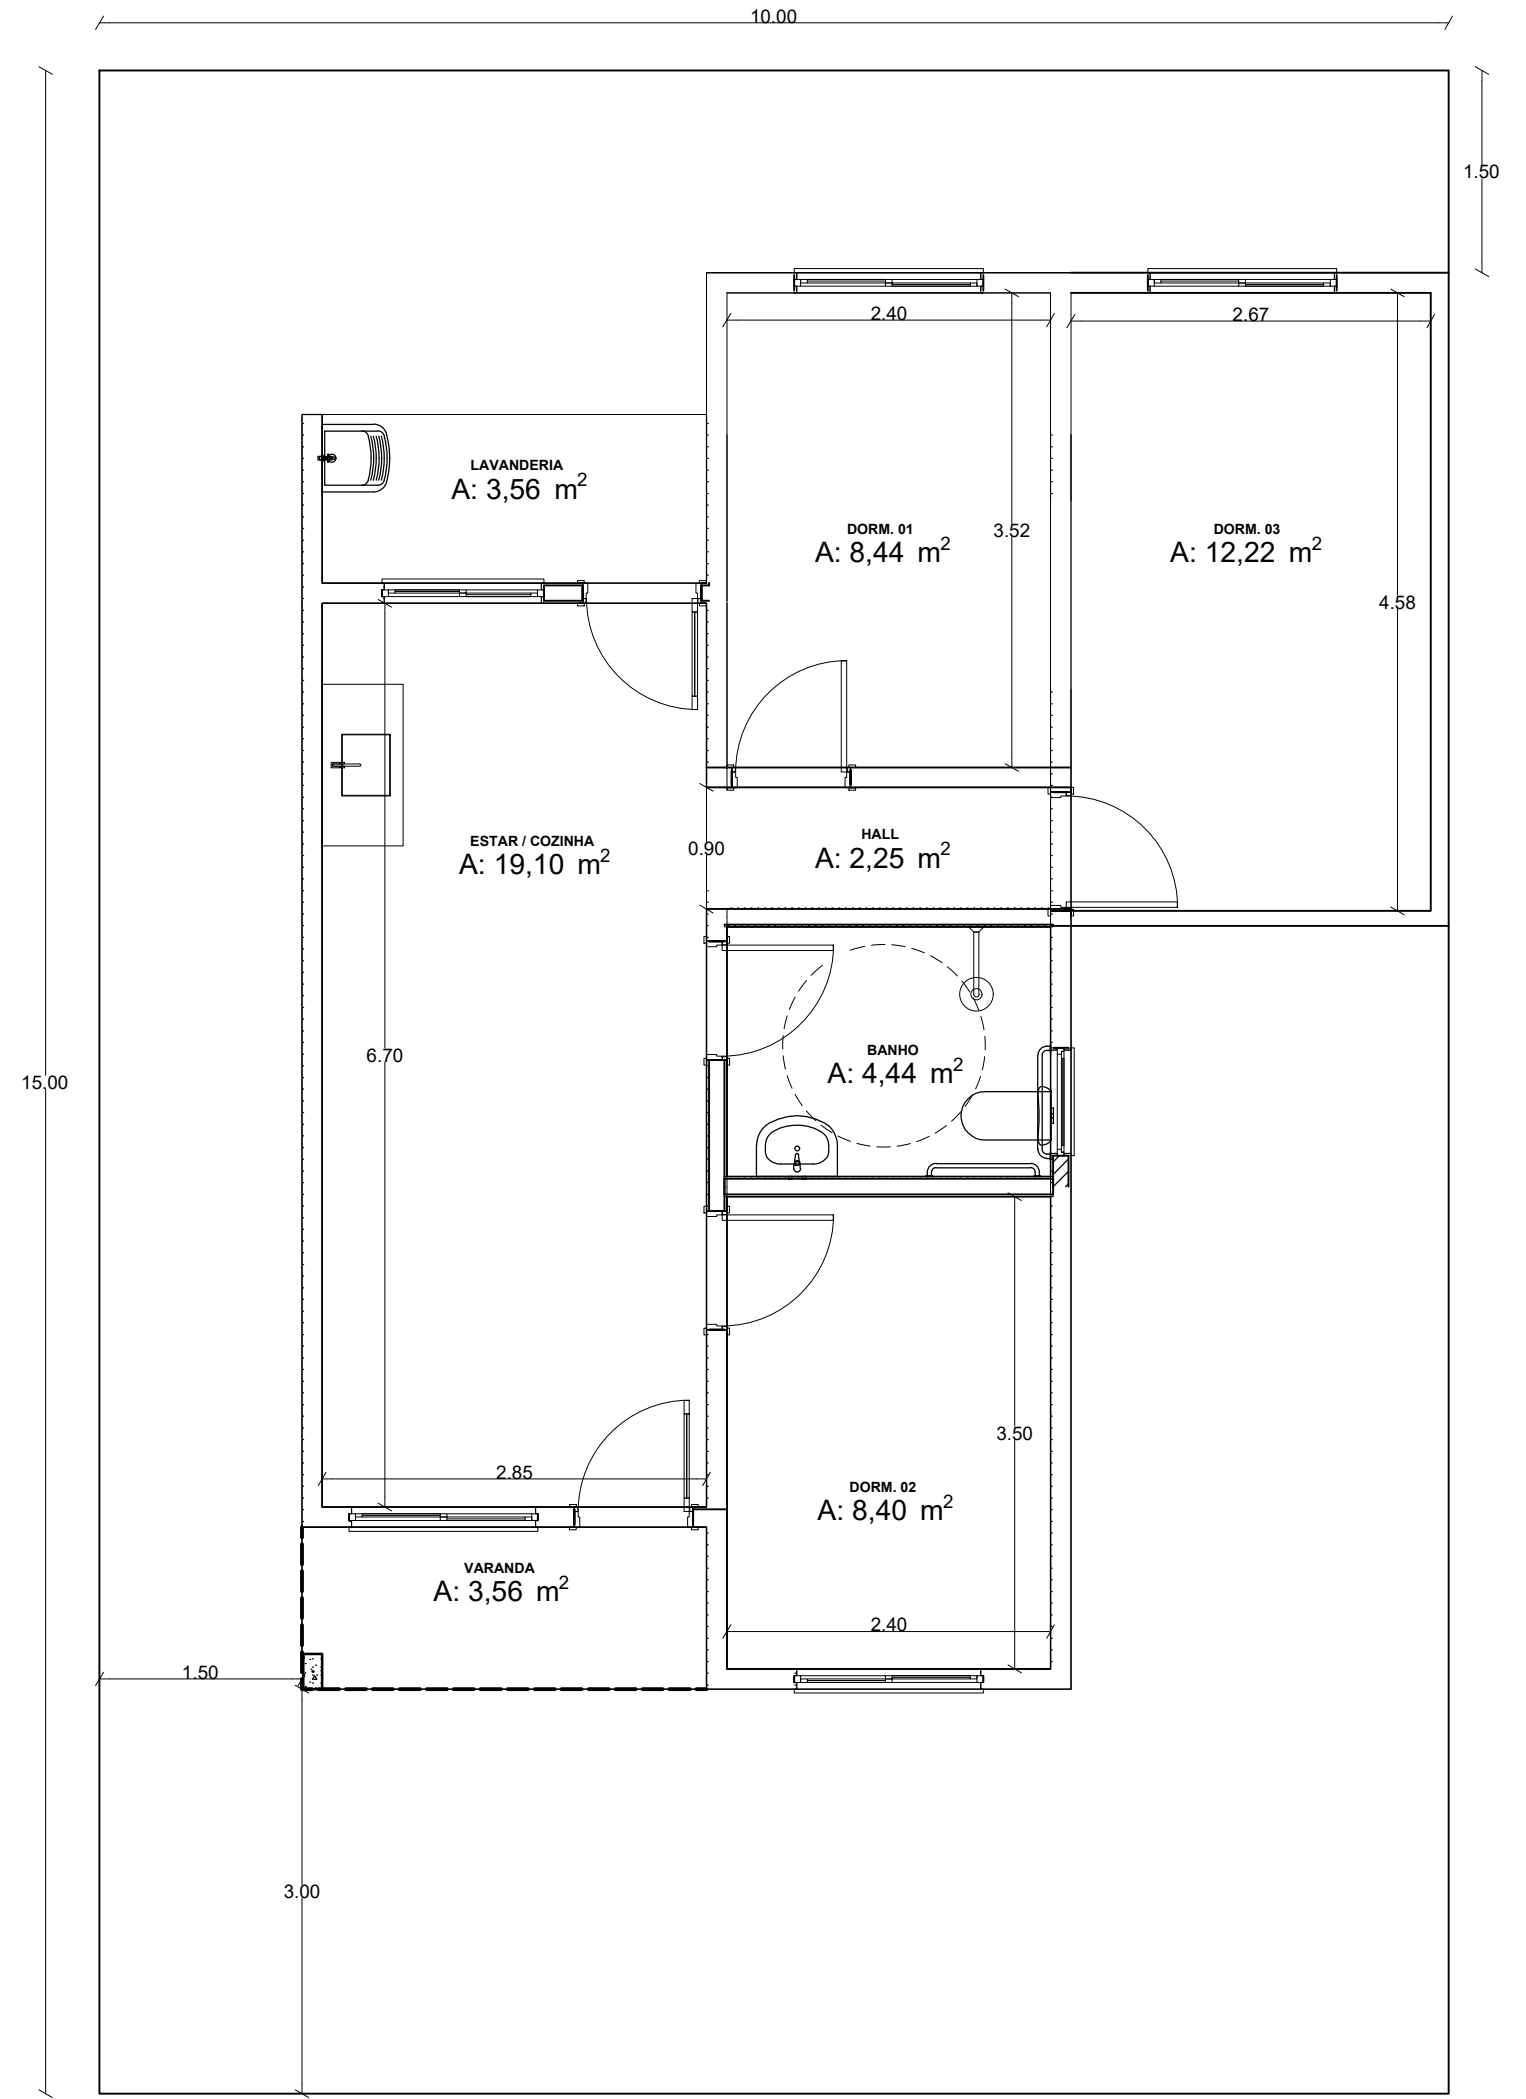 10.00
1.50
2.40
2.67
LAVANDERIA
A: 3,56 m²
DORM. 01
A: 8,44 m²
3.52
DORM. 03
A: 12,22 m²
4.58
ESTAR / COZINHA
A: 19,10 m²
0.90
HALL
A: 2,25 m²
6.70
BANHO
A: 4,44 m²
15.00
3.50
2.85
DORM. 02
A: 8,40 m²
VARANDA
A: 3,56 m²
2.40
1.50
3.00